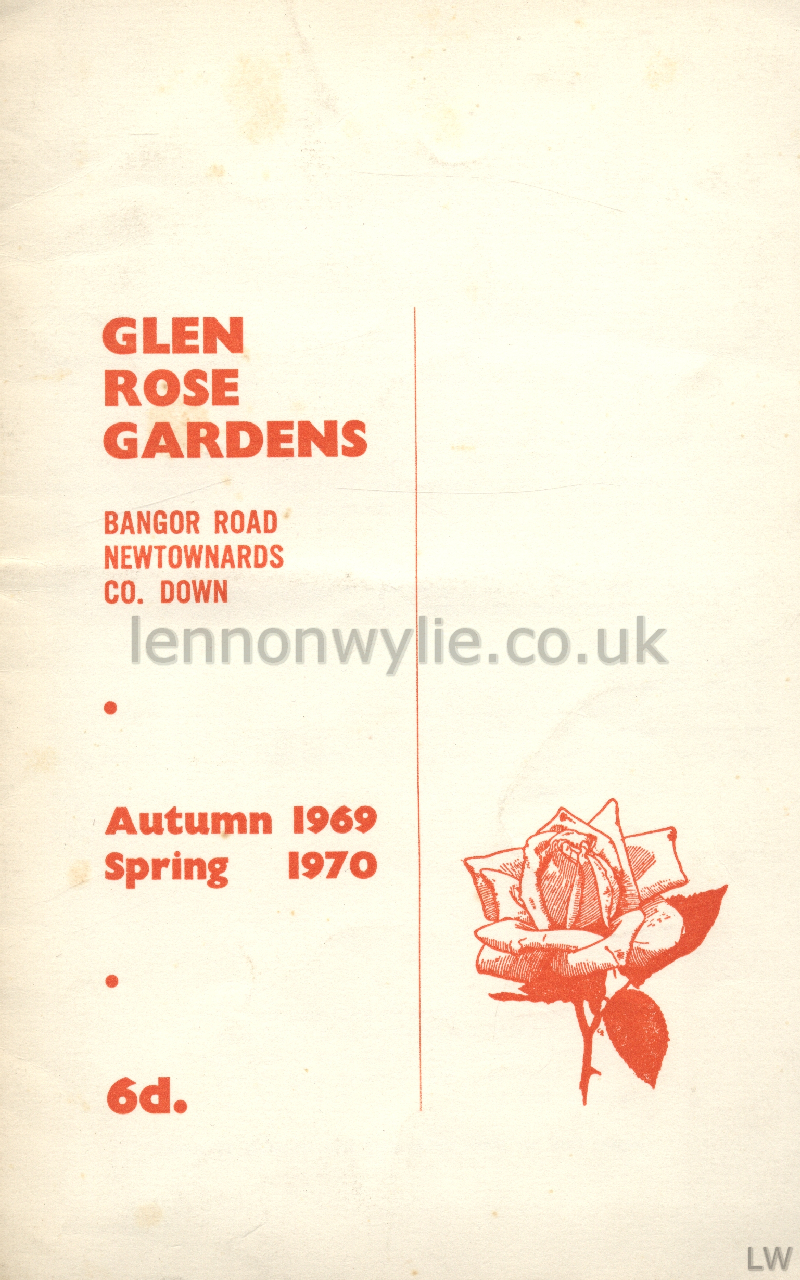 GLEN
ROSE
GARDENS
BANGOR ROAD
NEWTOWNARDS
CO. DOWN
lennonwylie.co.uk
Autumn 1969
Spring 1970
6d.
LW